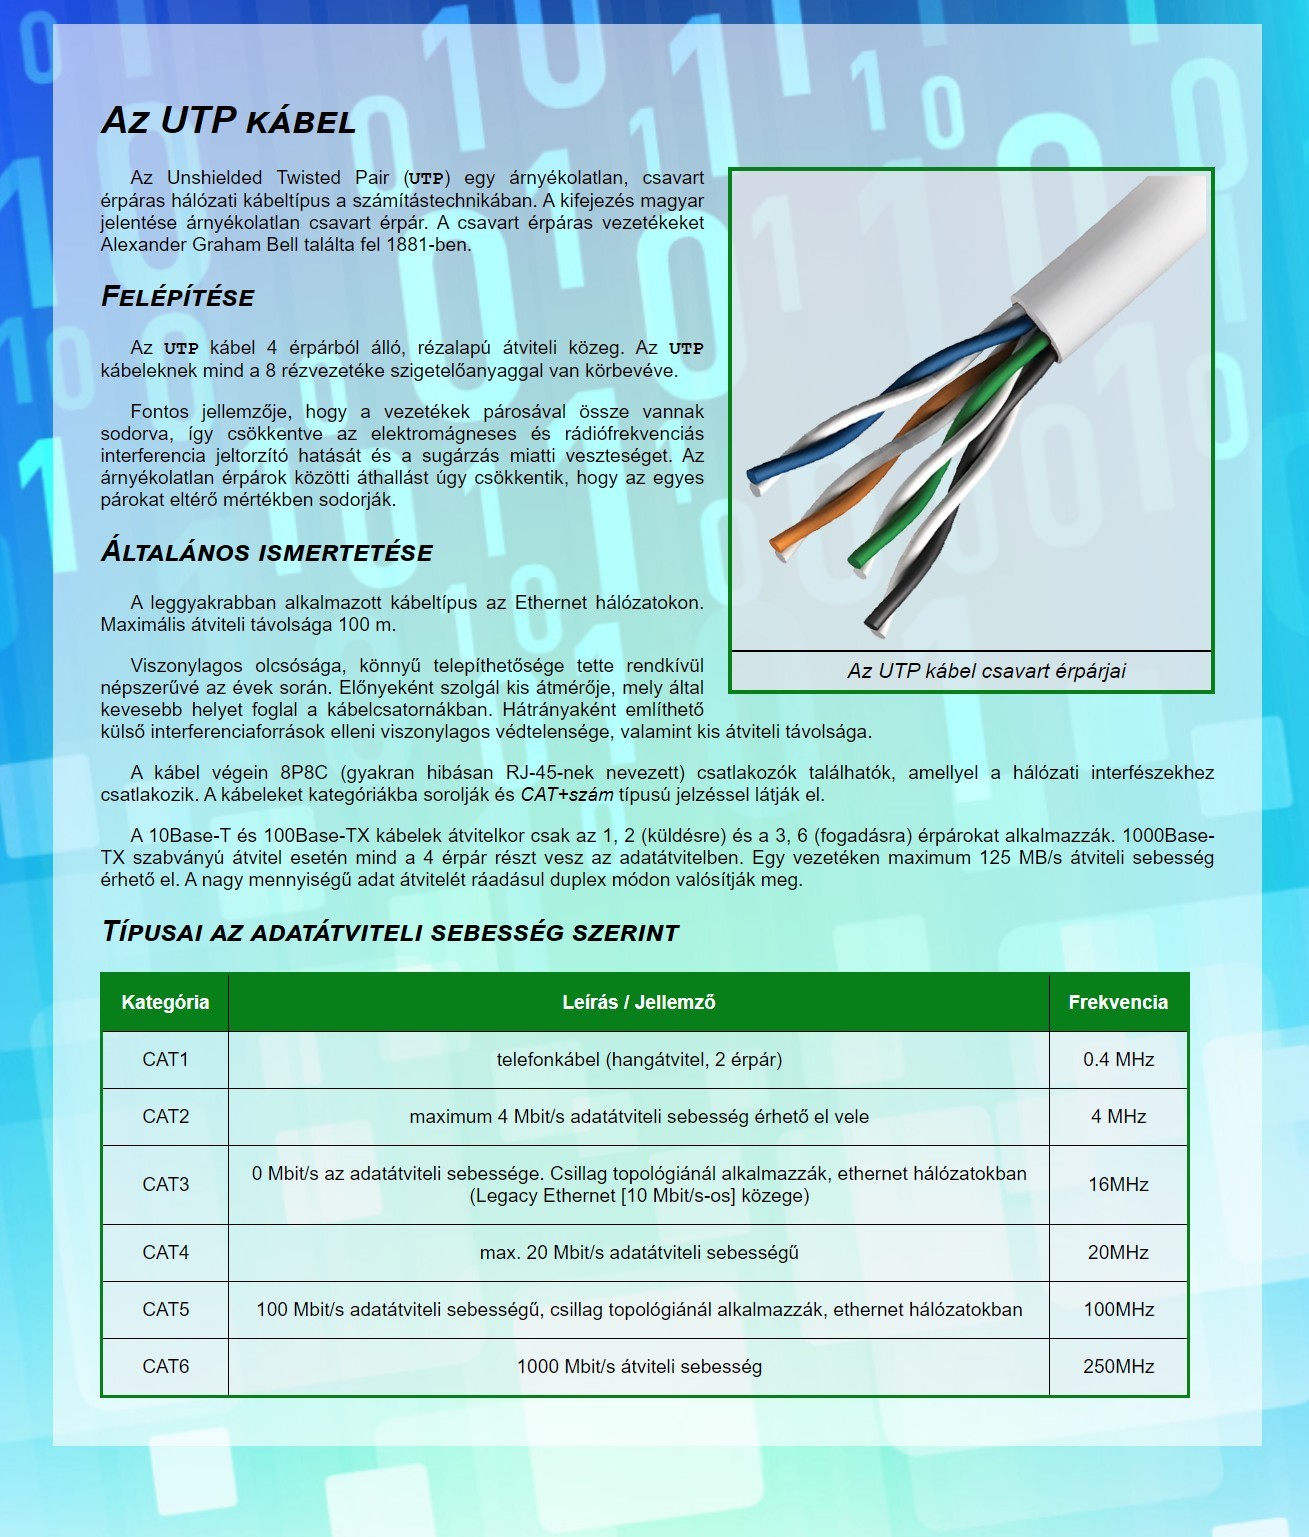 Az UTP kábel
Az Unshielded Twisted Pair (UTP) egy árnyékolatlan, csavart
érpáras hálózati kábeltípus a számítástechnikában. A kifejezés magyar
jelentése árnyékolatlan csavart érpár. A csavart érpáras vezetékeket
Alexander Graham Bell találta fel 1881-ben.
Felépítése
Az UTP kábel 4 érpárból álló, rézalapú átviteli közeg. Az UTP
kábeleknek mind a 8 rézvezetéke szigetelőanyaggal van körbevéve.
Fontos jellemzője, hogy a vezetékek párosával össze vannak
sodorva, így csökkentve az elektromágneses és rádiófrekvenciás
interferencia jeltorzító hatását és a sugárzás miatti veszteséget. Az
árnyékolatlan érpárok közötti áthallást úgy csökkentik, hogy az egyes
párokat eltérő mértékben sodorják.
Általános ismertetése
A leggyakrabban alkalmazott kábeltípus az Ethernet hálózatokon.
Maximális átviteli távolsága 100 m.
Viszonylagos olcsósága, könnyű telepíthetősége tette rendkívül
népszerűvé az évek során. Előnyeként szolgál kis átmérője, mely által
kevesebb helyet foglal a kábelcsatornákban. Hátrányaként említhető
külső interferenciaforrások elleni viszonylagos védtelensége, valamint kis átviteli távolsága.
Az UTP kábel csavart érpárjai
A kábel végein 8P8C (gyakran hibásan RJ-45-nek nevezett) csatlakozók találhatók, amellyel a hálózati interfészekhez
csatlakozik. A kábeleket kategóriákba sorolják és CAT+szám típusú jelzéssel látják el.
A 10Base-T és 100Base-TX kábelek átvitelkor csak az 1, 2 (küldésre) és a 3, 6 (fogadásra) érpárokat alkalmazzák. 1000Base-
TX szabványú átvitel esetén mind a 4 érpár részt vesz az adatátvitelben. Egy vezetéken maximum 125 MB/s átviteli sebesség
érhető el. A nagy mennyiségű adat átvitelét ráadásul duplex módon valósítják meg.
Típusai az adatátviteli sebesség szerint
Kategória Leírás / Jellemző Frekvencia
CAT1 telefonkábel (hangátvitel, 2 érpár) 0.4 MHz
CAT2 maximum 4 Mbit/s adatátviteli sebesség érhető el vele 4 MHz
CAT3 0 Mbit/s az adatátviteli sebessége. Csillag topológiánál alkalmazzák, ethernet hálózatokban 16MHz
(Legacy Ethernet [10 Mbit/s-os] közege)
CAT4 max. 20 Mbit/s adatátviteli sebességű 20MHz
CAT5 100 Mbit/s adatátviteli sebességű, csillag topológiánál alkalmazzák, ethernet hálózatokban 100MHz
CAT6 1000 Mbit/s átviteli sebesség 250MHz